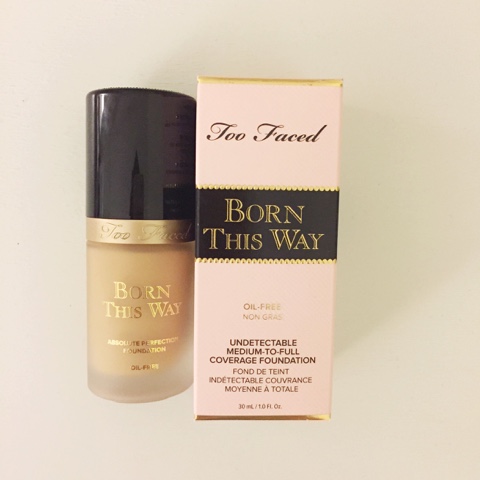 Too Faced
BORN
THIS WAY
ABSOLUTE PERFECTION
FOUNDATION
OIL-FREE
Too Faced
BORN
THIS WAY
OIL-FREE
NON GRAS
UNDETECTABLE
MEDIUM-TO-FULL
COVERAGE FOUNDATION
FOND DE TEINT
INDÉTECTABLE COUVRANCE
MOYENNE À TOTALE
30 mL / 1.0 Fl. Oz.